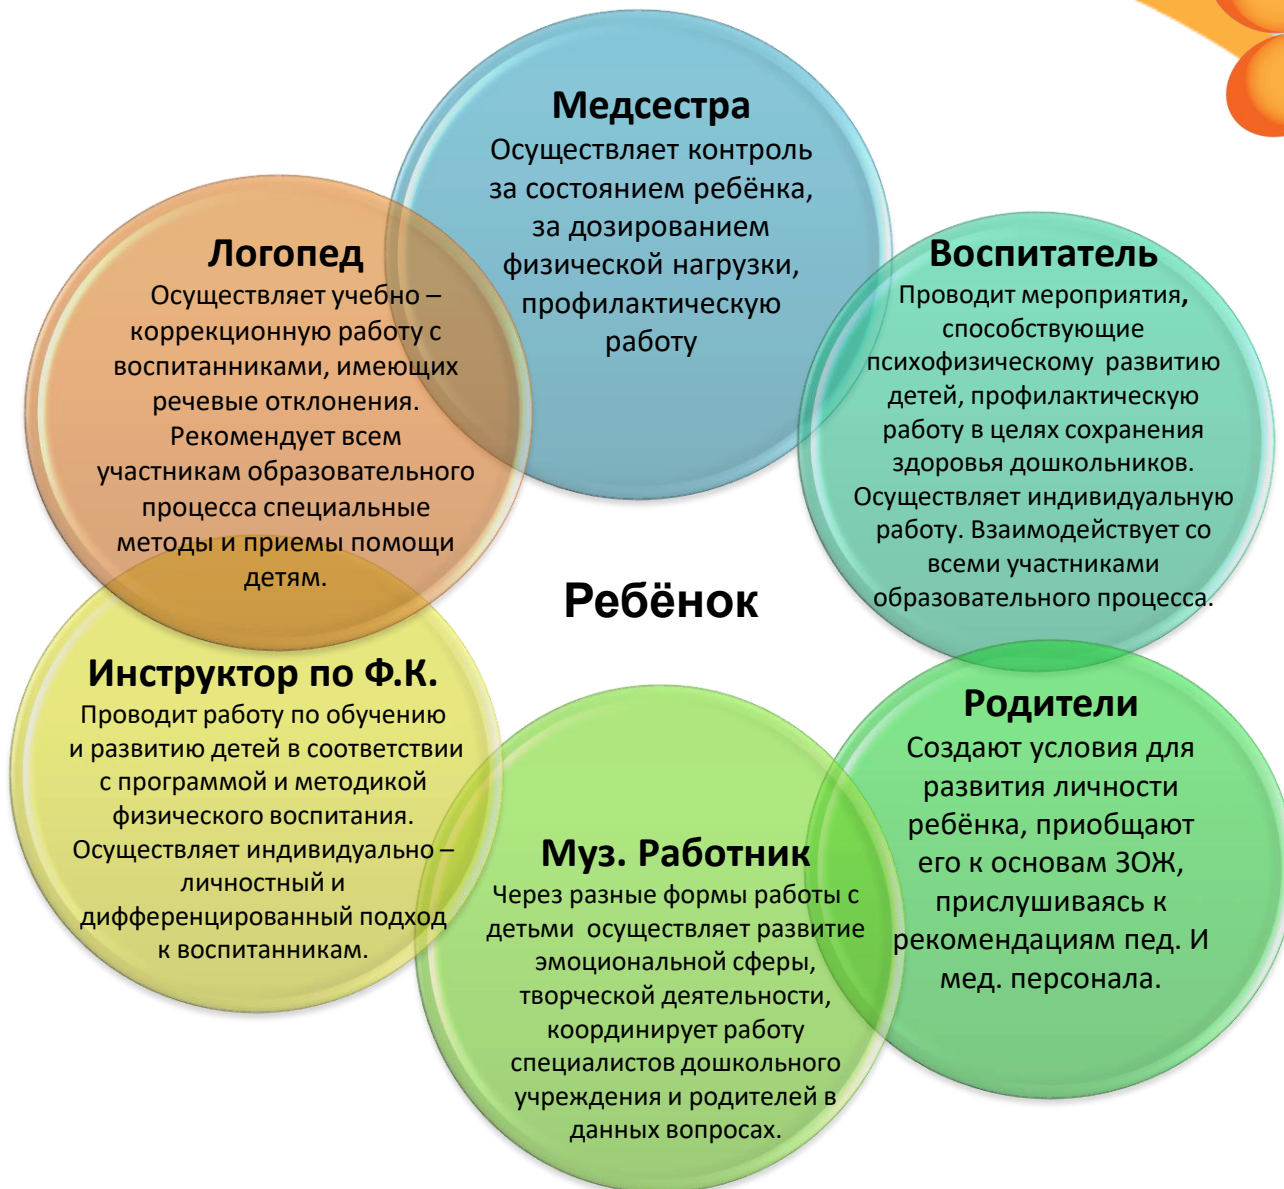 Медсестра
Осуществляет контроль
за состоянием ребёнка,
за дозированием
физической нагрузки,
профилактическую
работу
Логопед
Осуществляет учебно –
коррекционную работу с
воспитанниками, имеющих
речевые отклонения.
Рекомендует всем
участникам образовательного
процесса специальные
методы и приемы помощи
детям.
Воспитатель
Проводит мероприятия,
способствующие
психофизическому развитию
детей, профилактическую
работу в целях сохранения
здоровья дошкольников.
Осуществляет индивидуальную
работу. Взаимодействует со
всеми участниками
образовательного процесса.
Ребёнок
Инструктор по Ф.К.
Проводит работу по обучению
и развитию детей в соответствии
с программой и методикой
физического воспитания.
Осуществляет индивидуально –
личностный и
дифференцированный подход
к воспитанникам.
Родители
Создают условия для
развития личности
ребёнка, приобщают
его к основам ЗОЖ,
прислушиваясь к
рекомендациям пед. И
мед. персонала.
Муз. Работник
Через разные формы работы с
детьми осуществляет развитие
эмоциональной сферы,
творческой деятельности,
координирует работу
специалистов дошкольного
учреждения и родителей в
данных вопросах.